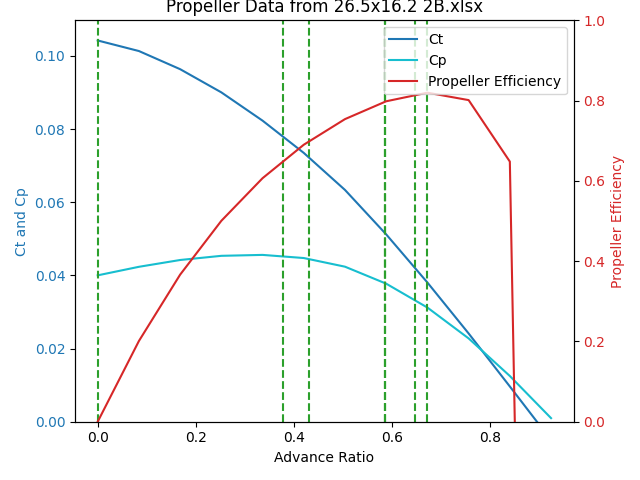 Propeller Data from 26.5x16.2 2B.xlsx
Ct
Cp
Propeller Efficiency
0.10
0.08
0.06
0.04
0.02
0.00
Ct and Cp
1.0
0.8
0.6
0.4
0.2
0.0
Propeller Efficiency
0.0 0.2 0.4 0.6 0.8
Advance Ratio